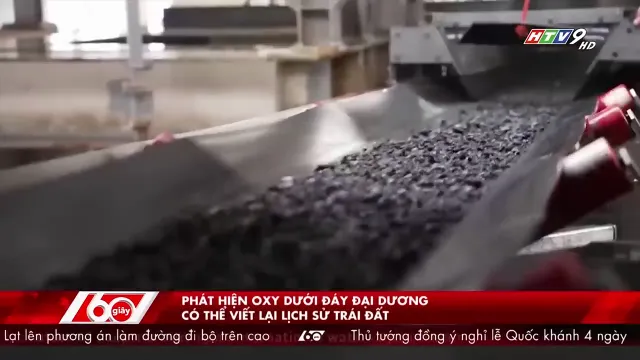 HTV9 HD
60 giây
PHÁT HIỆN OXY DƯỚI ĐÁY ĐẠI DƯƠNG
CÓ THỂ VIẾT LẠI LỊCH SỬ TRÁI ĐẤT
Lạt lên phương án làm đường đi bộ trên cao 60 Thủ tướng đồng ý nghỉ lễ Quốc khánh 4 ngày